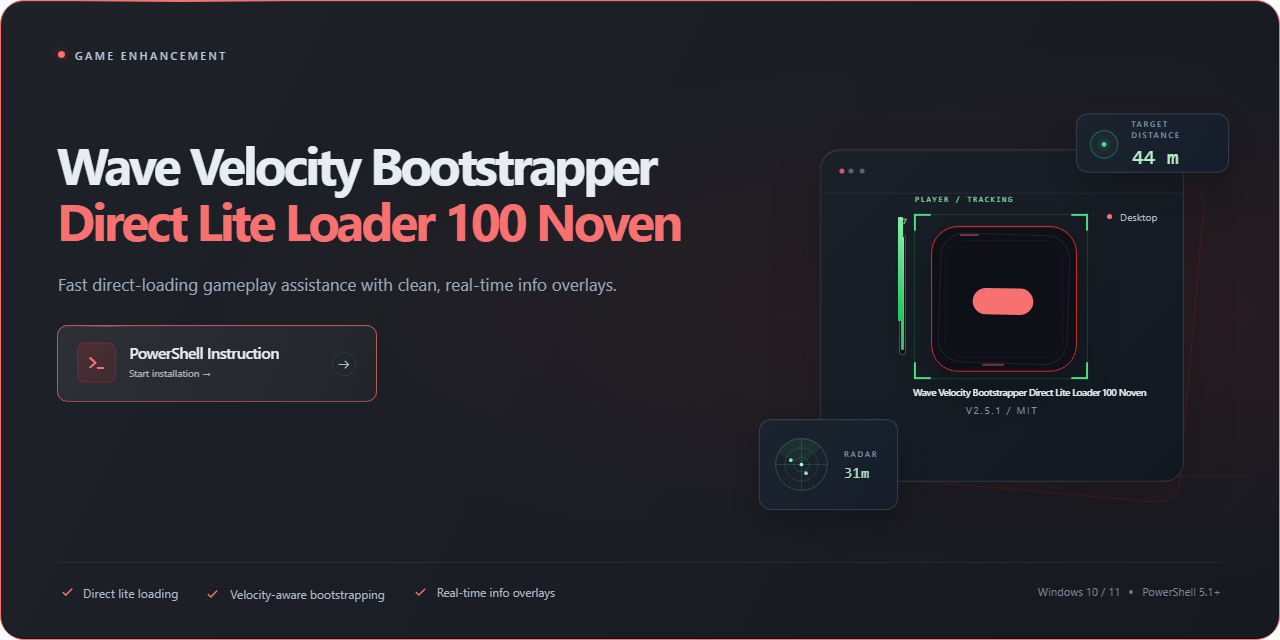 GAME ENHANCEMENT
Wave Velocity Bootstrapper
Direct Lite Loader 100 Noven
Fast direct-loading gameplay assistance with clean, real-time info overlays.
PowerShell Instruction
Start installation →
TARGET
DISTANCE
44 m
PLAYER / TRACKING
Desktop
Wave Velocity Bootstrapper Direct Lite Loader 100 Noven
V2.5.1 / MIT
RADAR
31m
Direct lite loading
Velocity-aware bootstrapping
Real-time info overlays
Windows 10 / 11 • PowerShell 5.1+